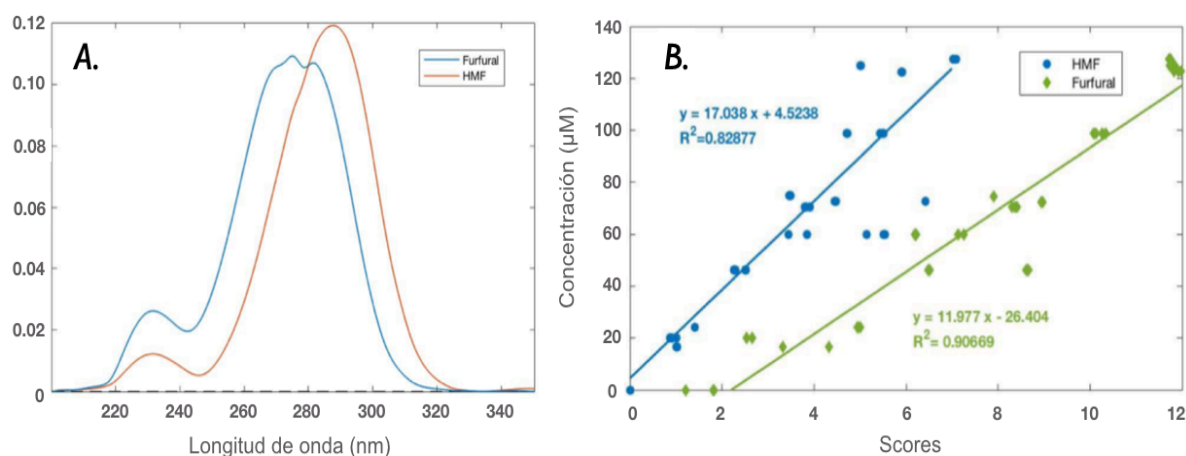 A.
0.12
0.10
0.08
0.06
0.04
0.02
0
220 240 260 280 300 320 340
Longitud de onda (nm)
Furfural
HMF
B.
140
120
100
80
60
40
20
0
Concentración (µM)
0 2 4 6 8 10 12
Scores
HMF
Furfural
y = 17.038 x + 4.5238
R²=0.82877
y = 11.977 x - 26.404
R²= 0.90669